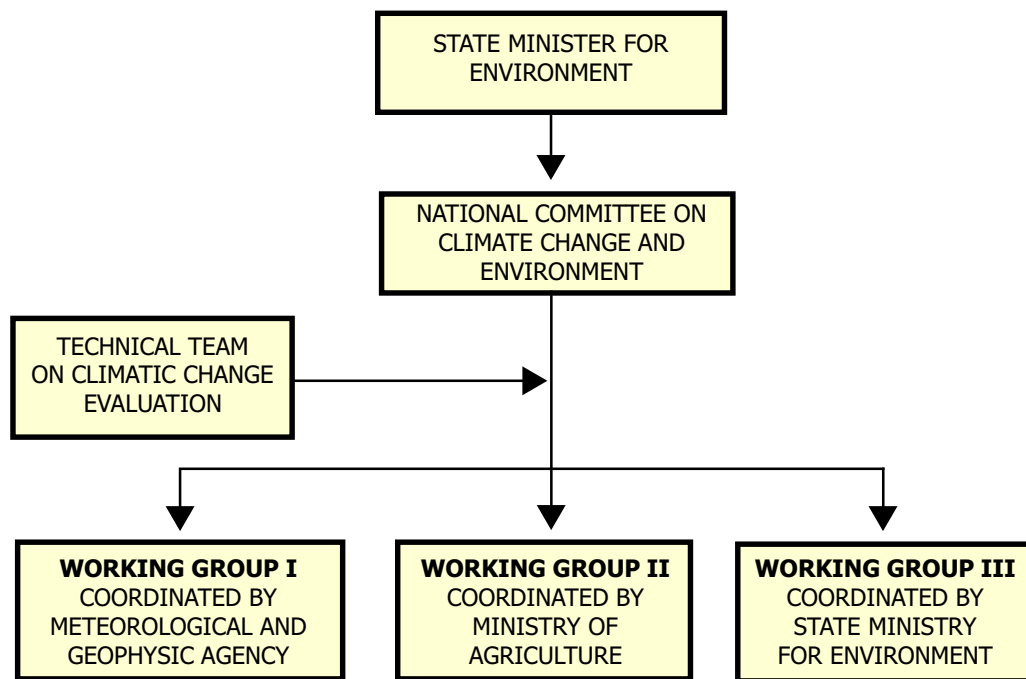 STATE MINISTER FOR
ENVIRONMENT
NATIONAL COMMITTEE ON
CLIMATE CHANGE AND
ENVIRONMENT
TECHNICAL TEAM
ON CLIMATIC CHANGE
EVALUATION
WORKING GROUP I
COORDINATED BY
METEOROLOGICAL AND
GEOPHYSIC AGENCY
WORKING GROUP II
COORDINATED BY
MINISTRY OF
AGRICULTURE
WORKING GROUP III
COORDINATED BY
STATE MINISTRY
FOR ENVIRONMENT